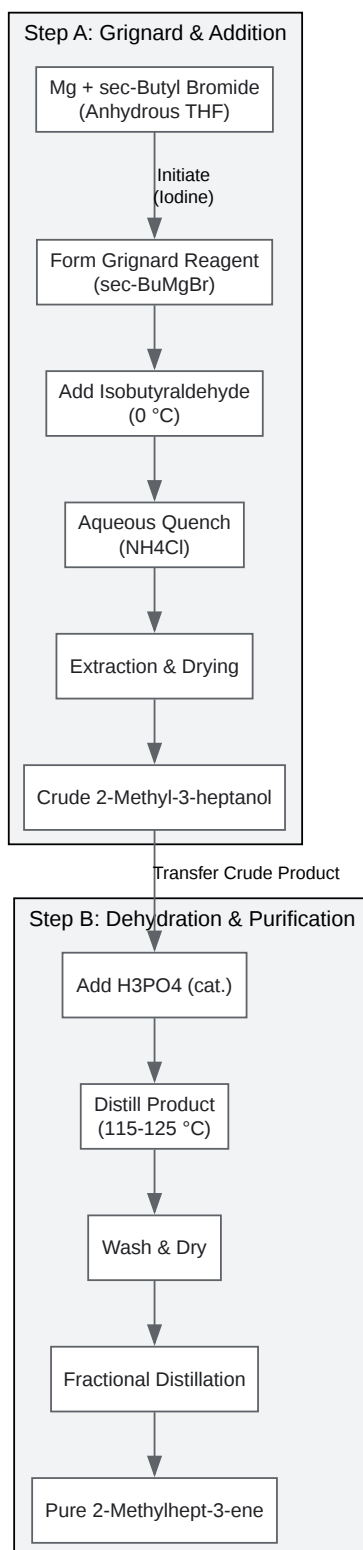 Step A: Grignard & Addition
Mg + sec-Butyl Bromide
(Anhydrous THF)
Initiate
(Iodine)
Form Grignard Reagent
(sec-BuMgBr)
Add Isobutyraldehyde
(0 °C)
Aqueous Quench
(NH4Cl)
Extraction & Drying
Crude 2-Methyl-3-heptanol
Transfer Crude Product
Step B: Dehydration & Purification
Add H3PO4 (cat.)
Distill Product
(115-125 °C)
Wash & Dry
Fractional Distillation
Pure 2-Methylhept-3-ene